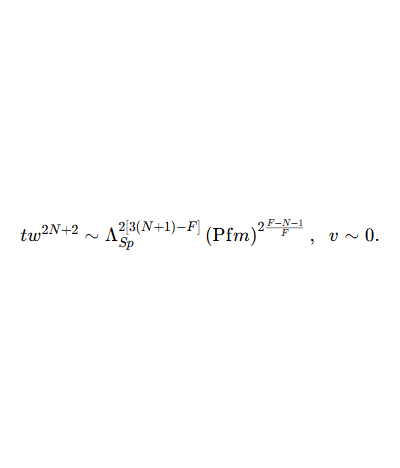 $tw^{2N+2} \sim \Lambda_{Sp}^{2[3(N+1)-F]} (\mathrm{Pf}m)^{2\frac{F-N-1}{F}}, \;\; v \sim 0.$